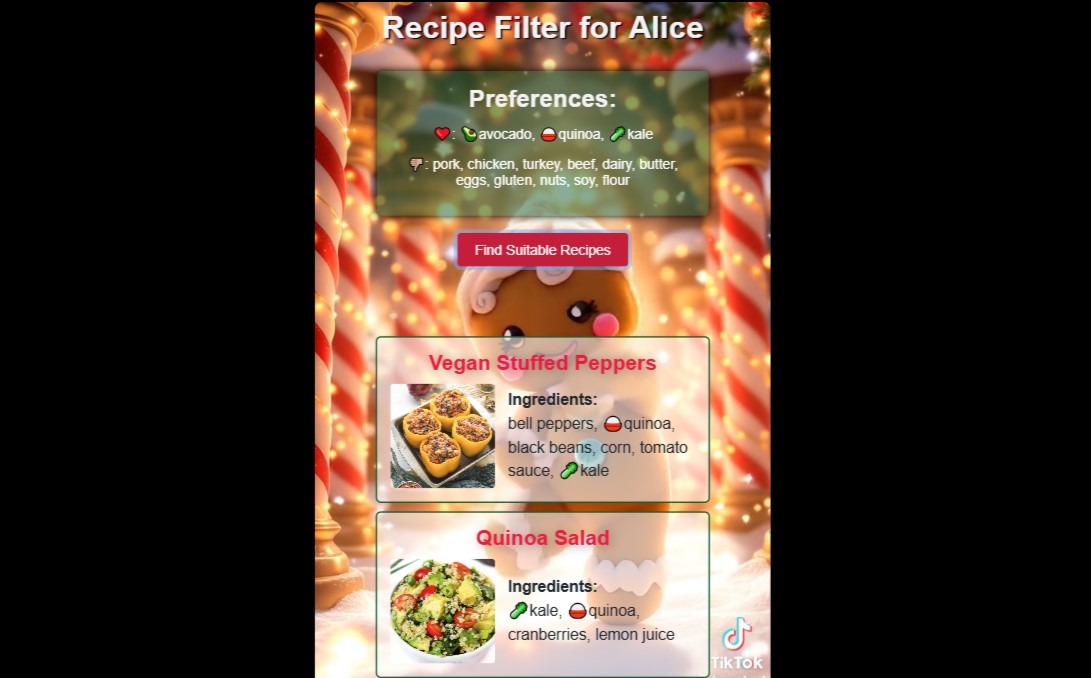 Recipe Filter for Alice
Preferences:
❤️: 🥑avocado, 🍚quinoa, 🥬kale
👎: pork, chicken, turkey, beef, dairy, butter,
eggs, gluten, nuts, soy, flour
Find Suitable Recipes
Vegan Stuffed Peppers
Ingredients:
bell peppers, 🍚quinoa,
black beans, corn, tomato
sauce, 🥬kale
Quinoa Salad
Ingredients:
🥬kale, 🍚quinoa,
cranberries, lemon juice
TikTok